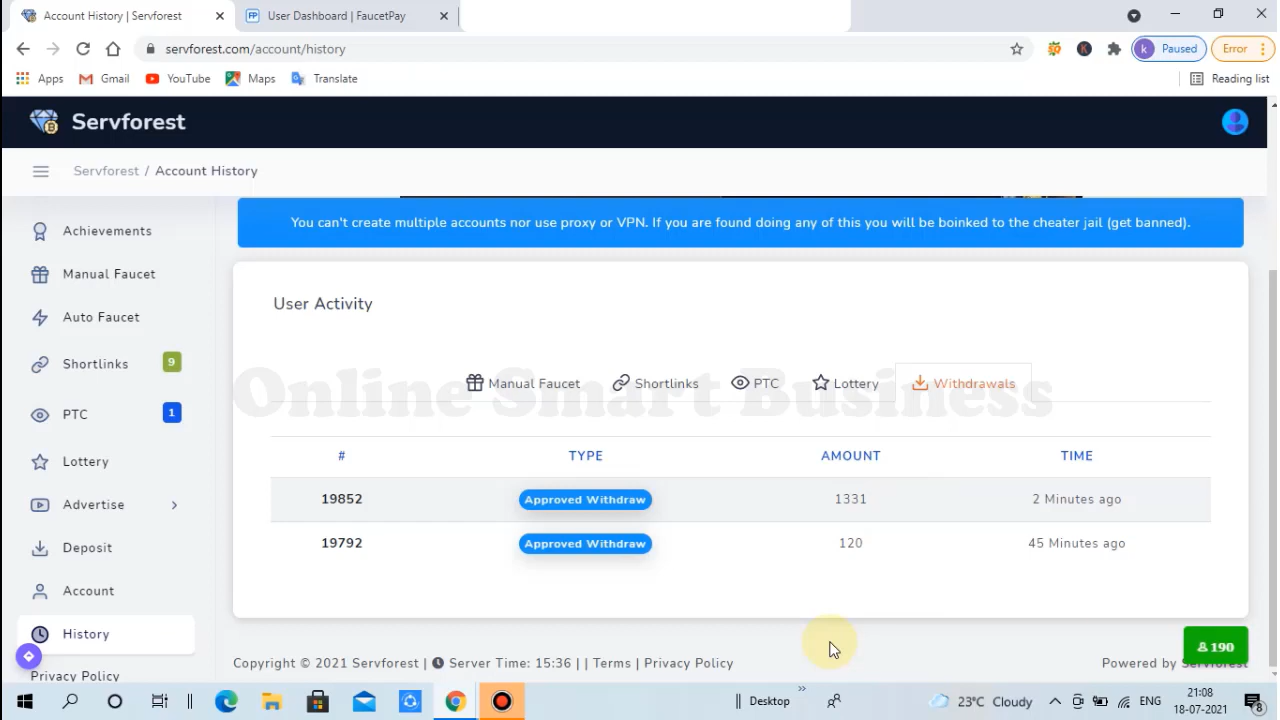 Account History | Servforest
FP User Dashboard | FaucetPay
servforest.com/account/history
k Paused
Error
Apps Gmail YouTube Maps Translate
Reading list
Servforest
Servforest / Account History
You can't create multiple accounts nor use proxy or VPN. If you are found doing any of this you will be boinked to the cheater jail (get banned).
Achievements
Manual Faucet
Auto Faucet
Shortlinks 9
PTC 1
Lottery
Advertise
Deposit
Account
History
Privacy Policy
User Activity
Manual Faucet Shortlinks PTC Lottery Withdrawals
Online Smart Business
# TYPE AMOUNT TIME
19852 Approved Withdraw 1331 2 Minutes ago
19792 Approved Withdraw 120 45 Minutes ago
190
Copyright © 2021 Servforest | Server Time: 15:36 | | Terms | Privacy Policy
Powered by Servforest
Desktop
23°C Cloudy
ENG
21:08
18-07-2021
8